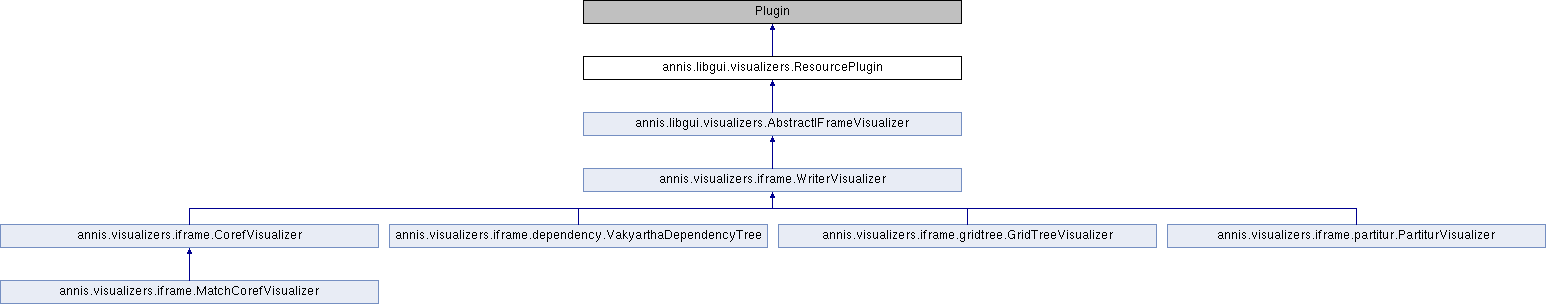 Plugin
annis.libgui.visualizers.ResourcePlugin
annis.libgui.visualizers.AbstractIFrameVisualizer
annis.visualizers.iframe.WriterVisualizer
annis.visualizers.iframe.CorefVisualizer
annis.visualizers.iframe.dependency.VakyarthaDependencyTree
annis.visualizers.iframe.gridtree.GridTreeVisualizer
annis.visualizers.iframe.partitur.PartiturVisualizer
annis.visualizers.iframe.MatchCorefVisualizer